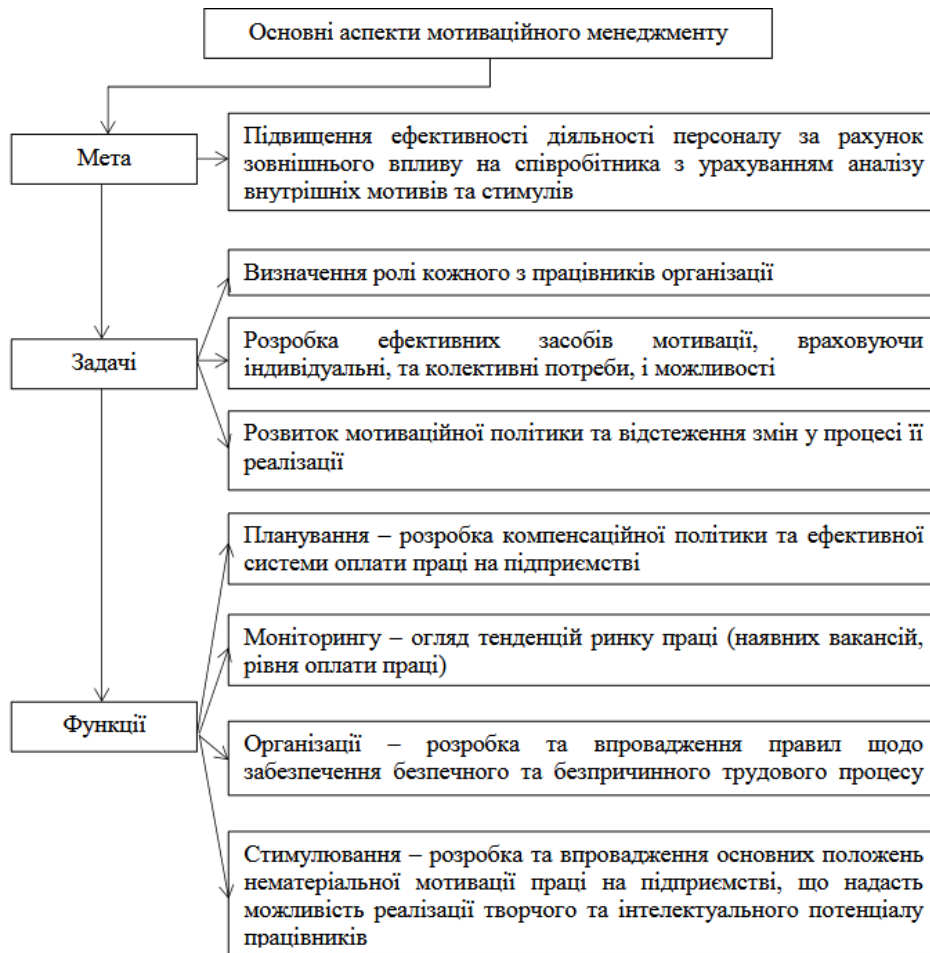 Основні аспекти мотиваційного менеджменту
Мета
Підвищення ефективності діяльності персоналу за рахунок
зовнішнього впливу на співробітника з урахуванням аналізу
внутрішніх мотивів та стимулів
Задачі
Визначення ролі кожного з працівників організації
Розробка ефективних засобів мотивації, враховуючи
індивідуальні, та колективні потреби, і можливості
Розвиток мотиваційної політики та відстеження змін у процесі її
реалізації
Функції
Планування – розробка компенсаційної політики та ефективної
системи оплати праці на підприємстві
Моніторингу – огляд тенденцій ринку праці (наявних вакансій,
рівня оплати праці)
Організації – розробка та впровадження правил щодо
забезпечення безпечного та безпричинного трудового процесу
Стимулювання – розробка та впровадження основних положень
нематеріальної мотивації праці на підприємстві, що надасть
можливість реалізації творчого та інтелектуального потенціалу
працівників